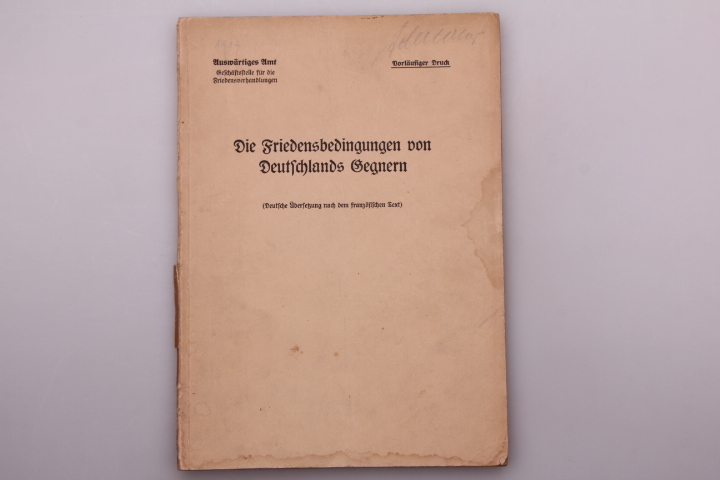 Auswärtiges Amt
Geschäftsstelle für die
Friedensverhandlungen
Vorläufiger Druck
Die Friedensbedingungen von
Deutschlands Gegnern
(Deutsche Übersetzung nach dem französischen Text)